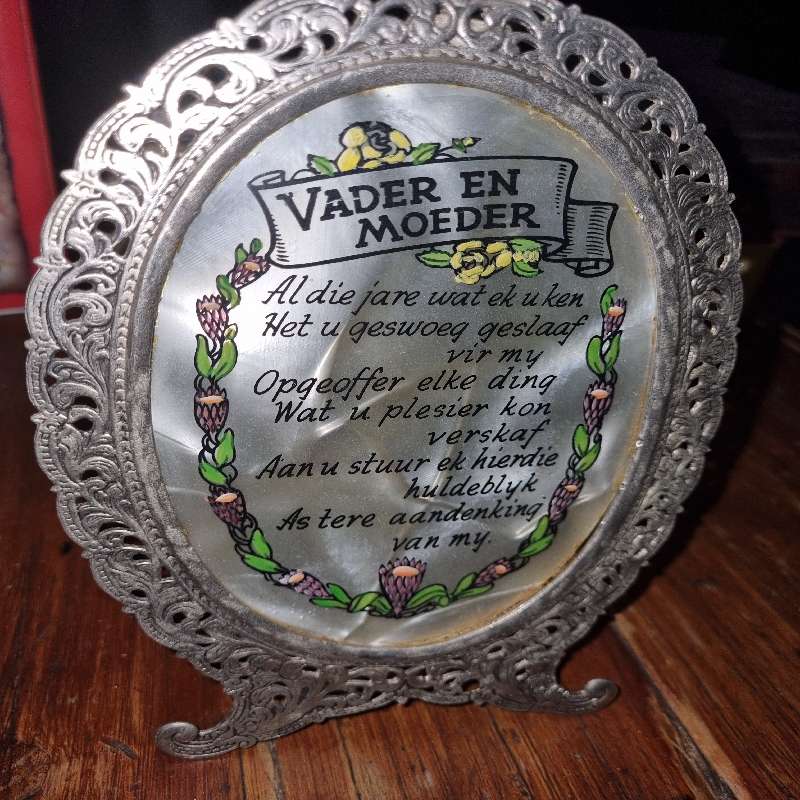 VADER EN
MOEDER
Al die jare wat ek u ken
Het u geswoeg geslaaf
vir my
Opgeoffer elke ding
Wat u plesier kon
verskaf
Aan u stuur ek hierdie
huldeblyk
As tere aandenking
van my.